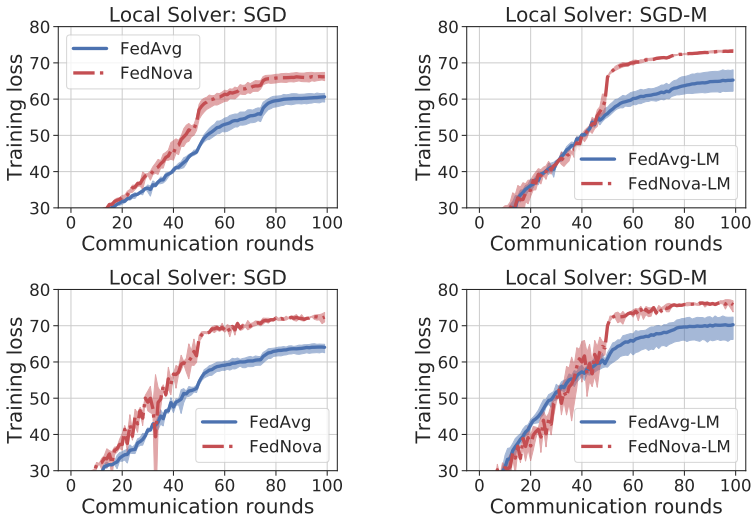 Local Solver: SGD
80
70
60
50
40
30
Training loss
FedAvg
FedNova
0 20 40 60 80 100
Communication rounds
Local Solver: SGD-M
80
70
60
50
40
30
Training loss
FedAvg-LM
FedNova-LM
0 20 40 60 80 100
Communication rounds
Local Solver: SGD
80
70
60
50
40
30
Training loss
FedAvg
FedNova
0 20 40 60 80 100
Communication rounds
Local Solver: SGD-M
80
70
60
50
40
30
Training loss
FedAvg-LM
FedNova-LM
0 20 40 60 80 100
Communication rounds